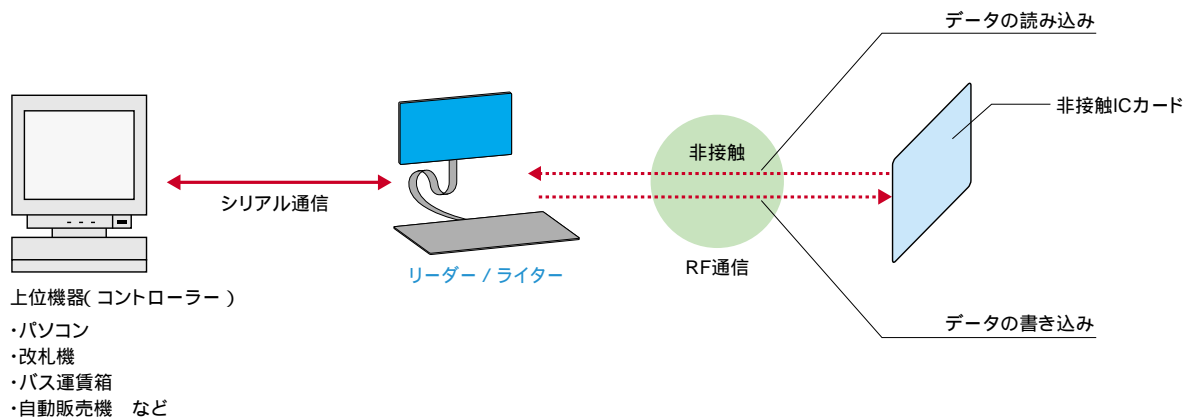 データの読み込み
非接触ICカード
非接触
シリアル通信
RF通信
リーダー / ライター
上位機器( コントローラー )
・パソコン
・改札機
・バス運賃箱
・自動販売機　など
データの書き込み